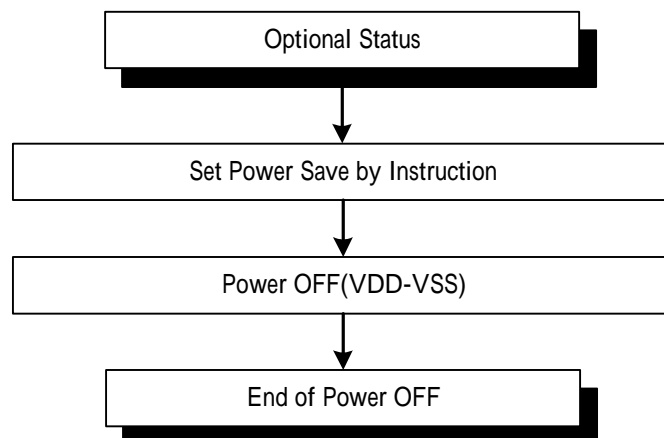 Optional Status
Set Power Save by Instruction
Power OFF(VDD-VSS)
End of Power OFF